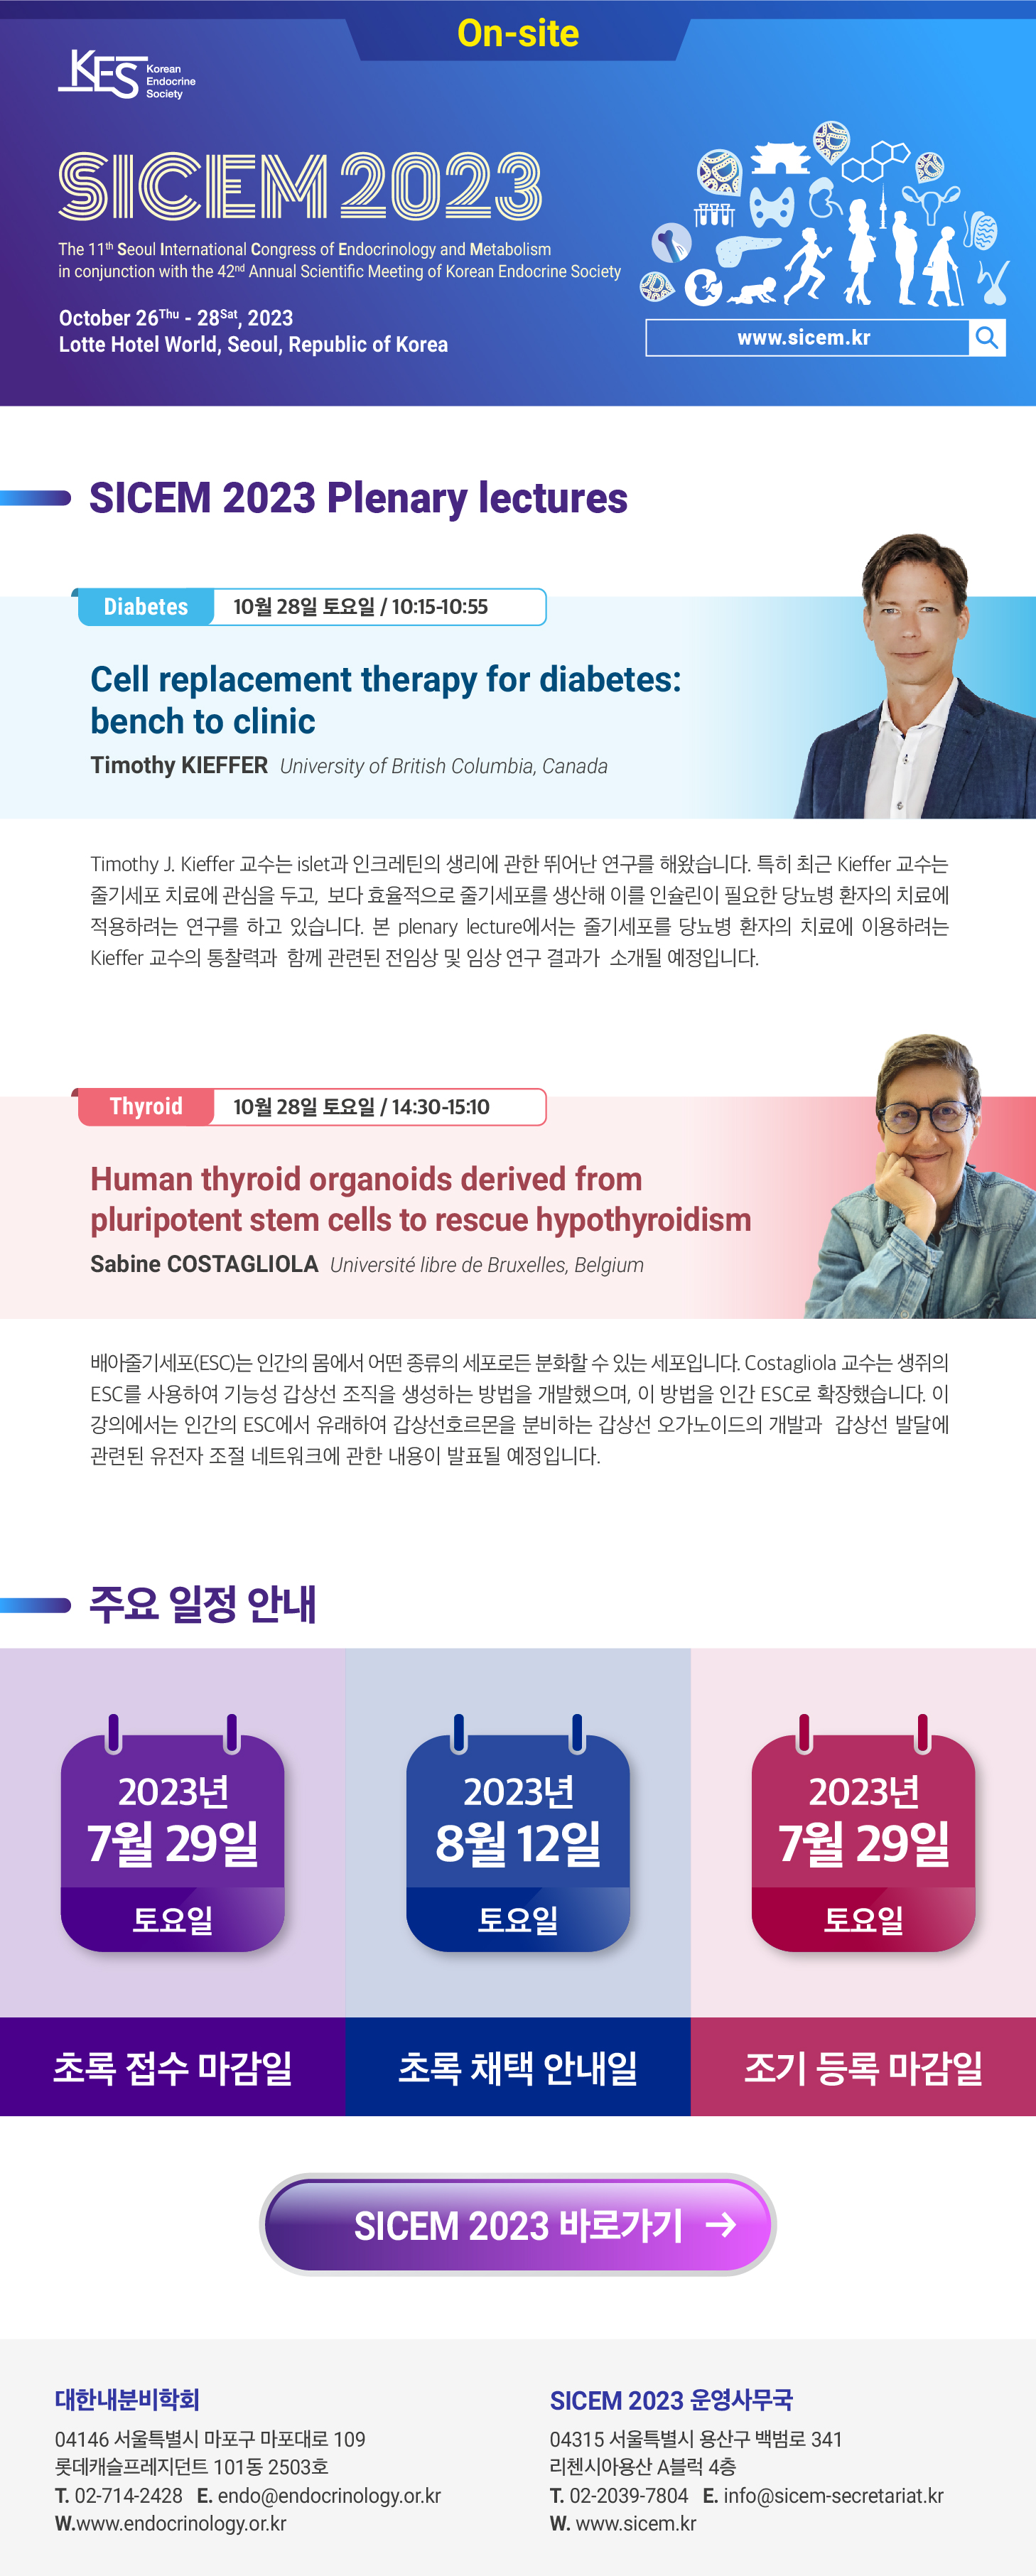 On-site
KES Korean
Endocrine
Society
SICEM 2023
The 11th Seoul International Congress of Endocrinology and Metabolism
in conjunction with the 42nd Annual Scientific Meeting of Korean Endocrine Society
October 26Thu - 28Sat, 2023
Lotte Hotel World, Seoul, Republic of Korea
www.sicem.kr
SICEM 2023 Plenary lectures
Diabetes 10월 28일 토요일 / 10:15-10:55
Cell replacement therapy for diabetes:
bench to clinic
Timothy KIEFFER University of British Columbia, Canada
Timothy J. Kieffer 교수는 islet과 인크레틴의 생리에 관한 뛰어난 연구를 해왔습니다. 특히 최근 Kieffer 교수는
줄기세포 치료에 관심을 두고, 보다 효율적으로 줄기세포를 생산해 이를 인슐린이 필요한 당뇨병 환자의 치료에
적용하려는 연구를 하고 있습니다. 본 plenary lecture에서는 줄기세포를 당뇨병 환자의 치료에 이용하려는
Kieffer 교수의 통찰력과 함께 관련된 전임상 및 임상 연구 결과가 소개될 예정입니다.
Thyroid 10월 28일 토요일 / 14:30-15:10
Human thyroid organoids derived from
pluripotent stem cells to rescue hypothyroidism
Sabine COSTAGLIOLA Université libre de Bruxelles, Belgium
배아줄기세포(ESC)는 인간의 몸에서 어떤 종류의 세포로든 분화할 수 있는 세포입니다. Costagliola 교수는 생쥐의
ESC를 사용하여 기능성 갑상선 조직을 생성하는 방법을 개발했으며, 이 방법을 인간 ESC로 확장했습니다. 이
강의에서는 인간의 ESC에서 유래하여 갑상선호르몬을 분비하는 갑상선 오가노이드의 개발과 갑상선 발달에
관련된 유전자 조절 네트워크에 관한 내용이 발표될 예정입니다.
주요 일정 안내
2023년
7월 29일
토요일
초록 접수 마감일
2023년
8월 12일
토요일
초록 채택 안내일
2023년
7월 29일
토요일
조기 등록 마감일
SICEM 2023 바로가기 →
대한내분비학회
04146 서울특별시 마포구 마포대로 109
롯데캐슬프레지던트 101동 2503호
T. 02-714-2428 E. endo@endocrinology.or.kr
W.www.endocrinology.or.kr
SICEM 2023 운영사무국
04315 서울특별시 용산구 백범로 341
리첸시아용산 A블럭 4층
T. 02-2039-7804 E. info@sicem-secretariat.kr
W. www.sicem.kr